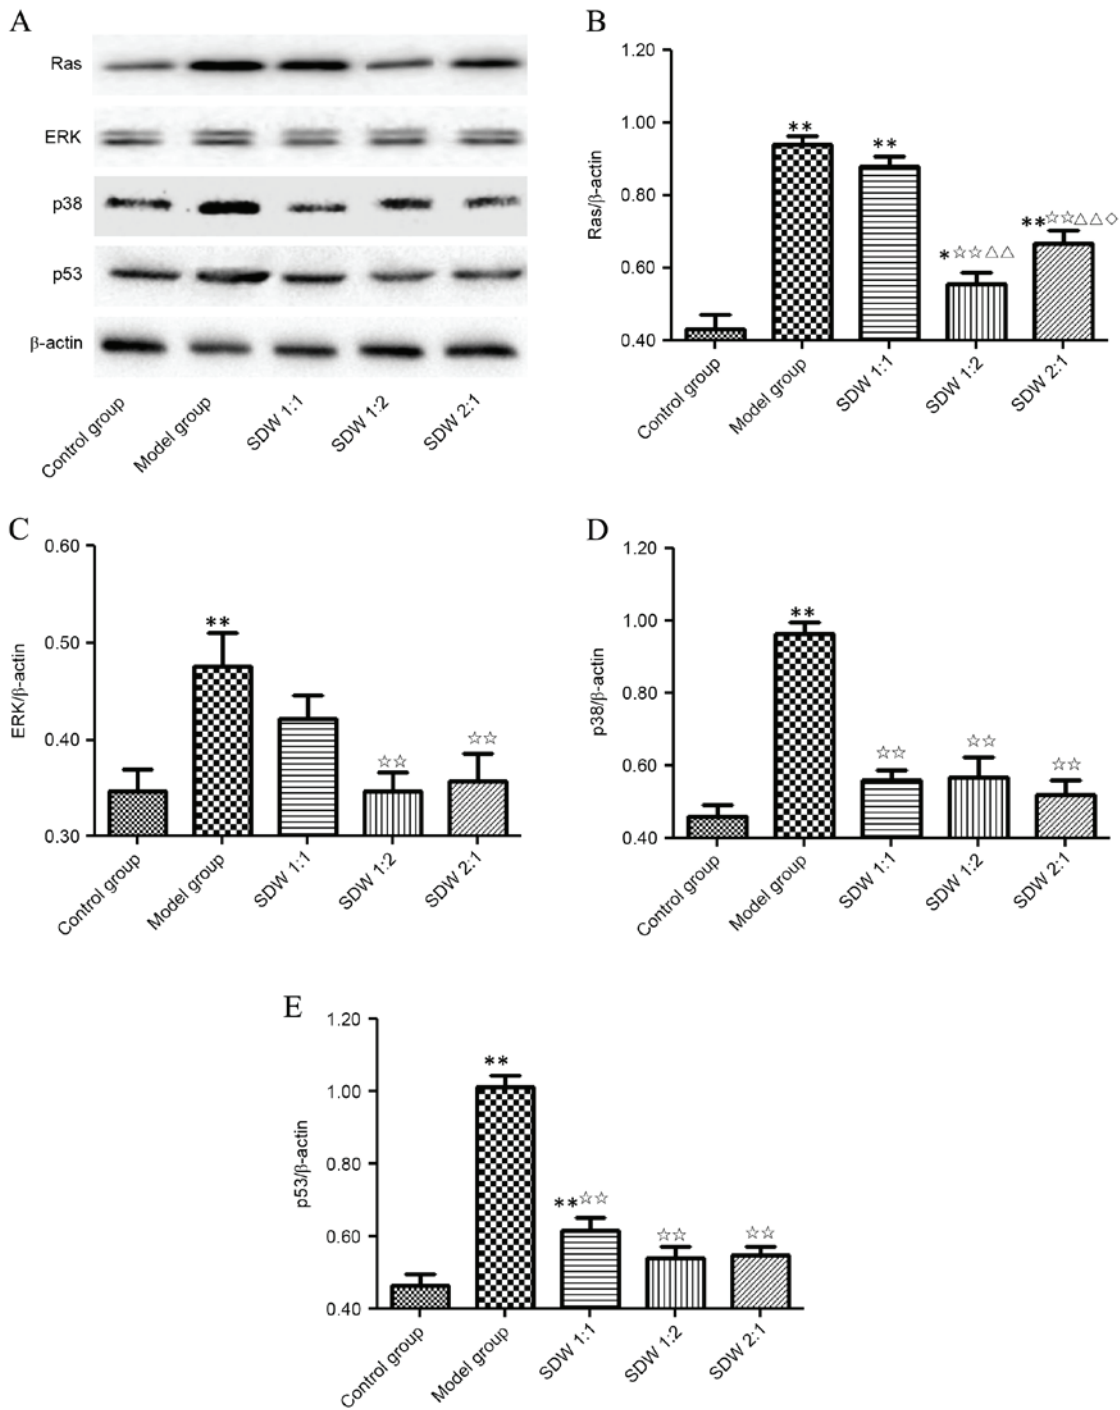 A
Ras
ERK
p38
p53
β-actin
Control group
Model group
SDW 1:1
SDW 1:2
SDW 2:1
B
Ras/β-actin
1.20
1.00
0.80
0.60
0.40
**
**
*☆☆△△
**☆☆△△◇
Control group
Model group
SDW 1:1
SDW 1:2
SDW 2:1
C
ERK/β-actin
0.60
0.50
0.40
0.30
**
☆☆
☆☆
Control group
Model group
SDW 1:1
SDW 1:2
SDW 2:1
D
p38/β-actin
1.20
1.00
0.80
0.60
0.40
**
☆☆
☆☆
☆☆
Control group
Model group
SDW 1:1
SDW 1:2
SDW 2:1
E
p53/β-actin
1.20
1.00
0.80
0.60
0.40
**
**☆☆
☆☆
☆☆
Control group
Model group
SDW 1:1
SDW 1:2
SDW 2:1